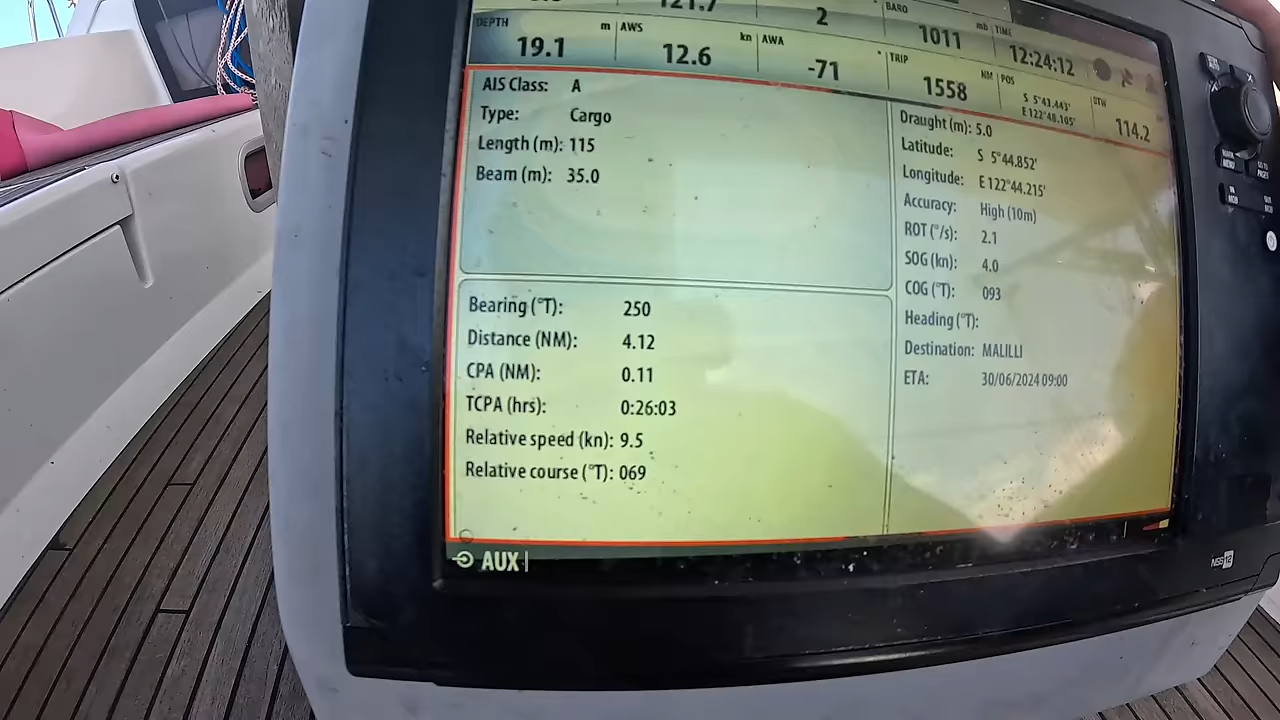 121.7 2 BARO 1011 mb TIME 12:24:12
DEPTH 19.1 m AWS 12.6 kn AWA -71 ° TRIP 1558 NM POS S 5°43.443' E 122°48.105' DTW 114.2
AIS Class: A
Type: Cargo
Length (m): 115
Beam (m): 35.0
Bearing (°T): 250
Distance (NM): 4.12
CPA (NM): 0.11
TCPA (hrs): 0:26:03
Relative speed (kn): 9.5
Relative course (°T): 069
Draught (m): 5.0
Latitude: S 5°44.852'
Longitude: E 122°44.215'
Accuracy: High (10m)
ROT (°/s): 2.1
SOG (kn): 4.0
COG (°T): 093
Heading (°T):
Destination: MALILLI
ETA: 30/06/2024 09:00
AUX